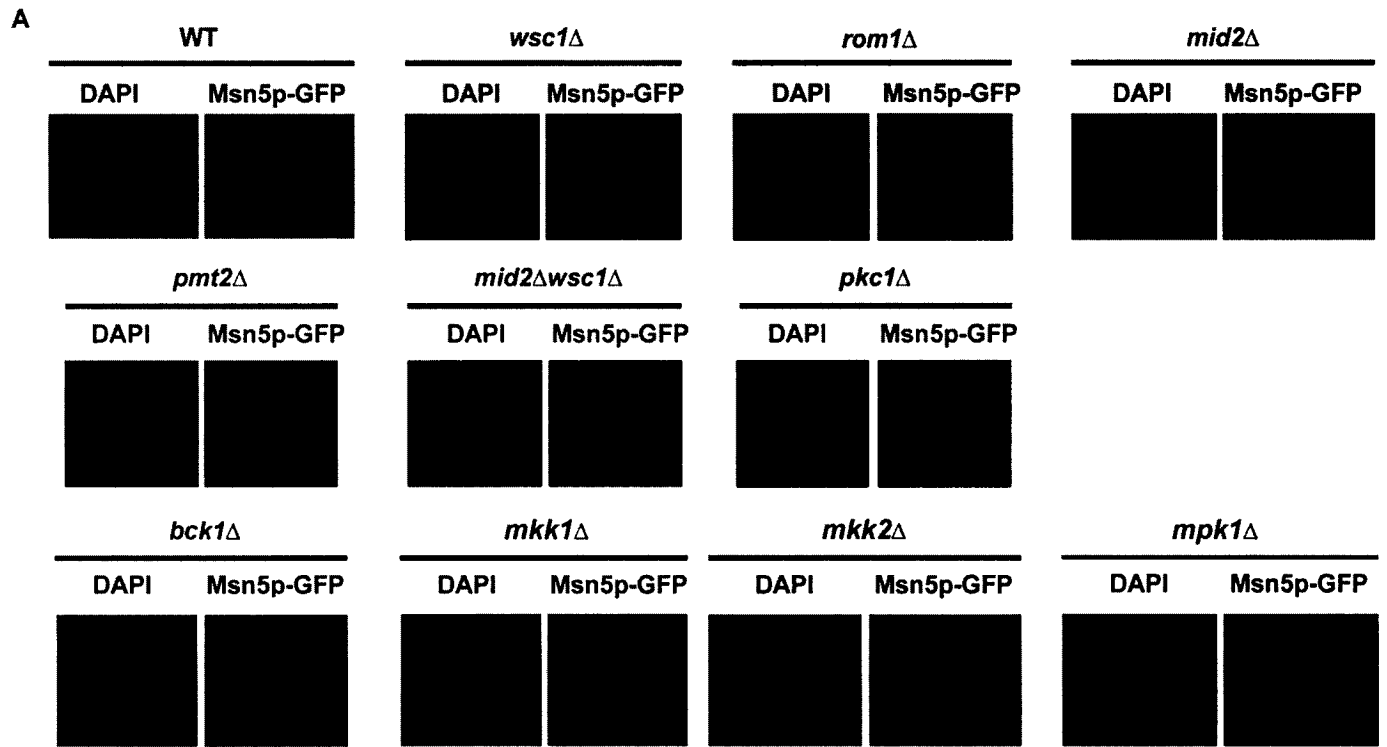 A
WT wsc1Δ rom1Δ mid2Δ
DAPI Msn5p-GFP DAPI Msn5p-GFP DAPI Msn5p-GFP DAPI Msn5p-GFP
pmt2Δ mid2Δwsc1Δ pkc1Δ
DAPI Msn5p-GFP DAPI Msn5p-GFP DAPI Msn5p-GFP
bck1Δ mkk1Δ mkk2Δ mpk1Δ
DAPI Msn5p-GFP DAPI Msn5p-GFP DAPI Msn5p-GFP DAPI Msn5p-GFP